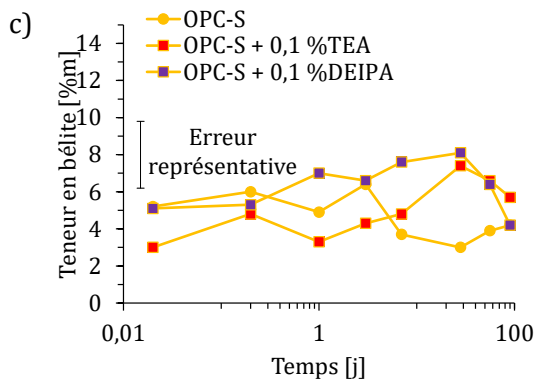 c)
OPC-S
OPC-S + 0,1 %TEA
OPC-S + 0,1 %DEIPA
Teneur en bélite [%m]
14
12
10
8
6
4
2
0
Erreur
représentative
0,01
1
100
Temps [j]